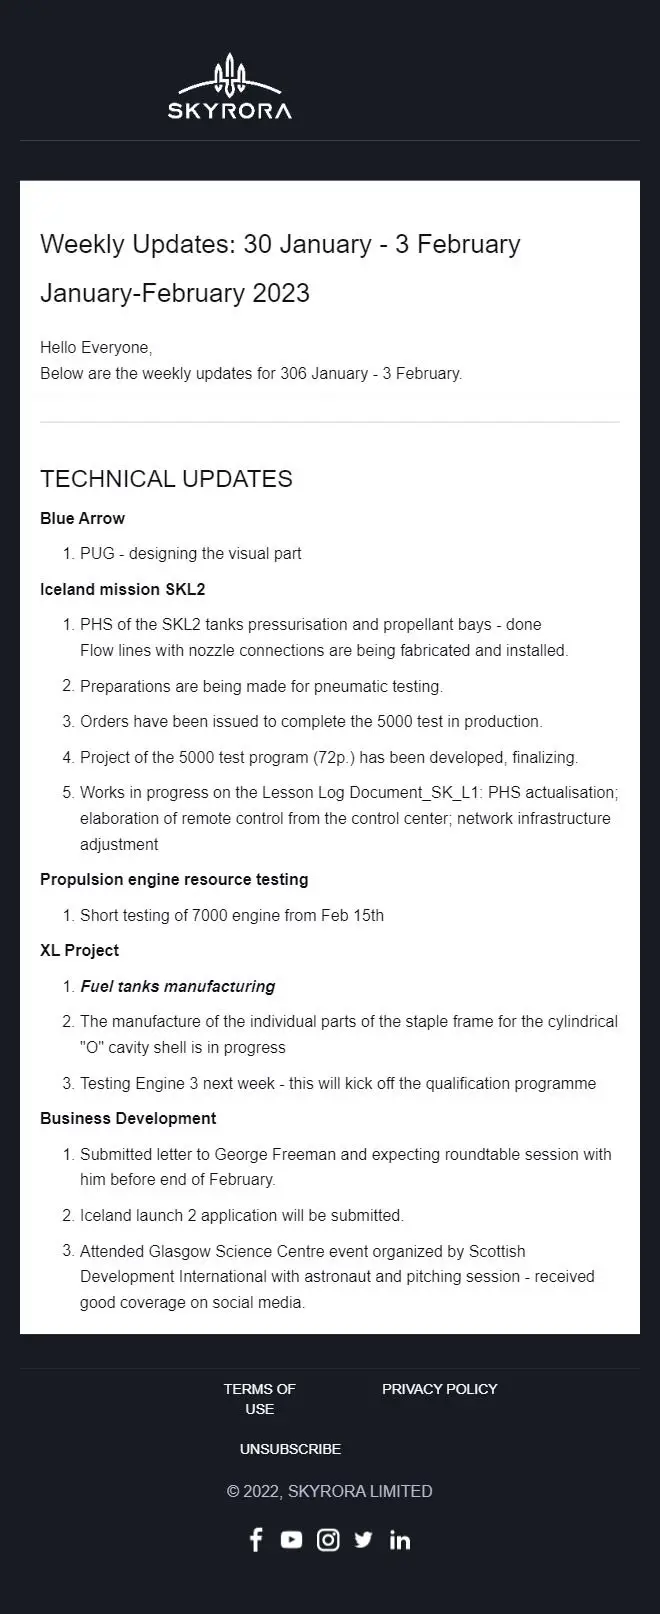 SKYRORA
Weekly Updates: 30 January - 3 February
January-February 2023
Hello Everyone,
Below are the weekly updates for 306 January - 3 February.
TECHNICAL UPDATES
Blue Arrow
1. PUG - designing the visual part
Iceland mission SKL2
1. PHS of the SKL2 tanks pressurisation and propellant bays - done
Flow lines with nozzle connections are being fabricated and installed.
2. Preparations are being made for pneumatic testing.
3. Orders have been issued to complete the 5000 test in production.
4. Project of the 5000 test program (72p.) has been developed, finalizing.
5. Works in progress on the Lesson Log Document_SK_L1: PHS actualisation;
elaboration of remote control from the control center; network infrastructure
adjustment
Propulsion engine resource testing
1. Short testing of 7000 engine from Feb 15th
XL Project
1. Fuel tanks manufacturing
2. The manufacture of the individual parts of the staple frame for the cylindrical
"O" cavity shell is in progress
3. Testing Engine 3 next week - this will kick off the qualification programme
Business Development
1. Submitted letter to George Freeman and expecting roundtable session with
him before end of February.
2. Iceland launch 2 application will be submitted.
3. Attended Glasgow Science Centre event organized by Scottish
Development International with astronaut and pitching session - received
good coverage on social media.
TERMS OF
USE
PRIVACY POLICY
UNSUBSCRIBE
© 2022, SKYRORA LIMITED